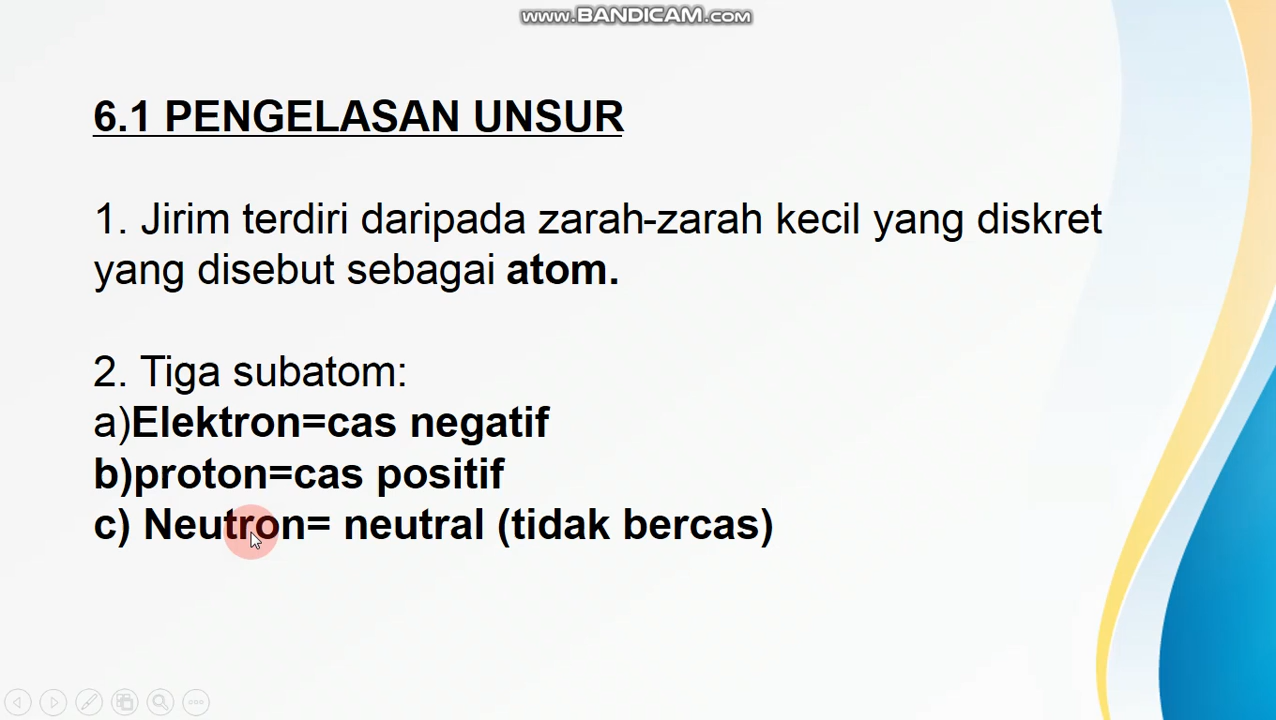 www.BANDICAM.com
6.1 PENGELASAN UNSUR
1. Jirim terdiri daripada zarah-zarah kecil yang diskret
yang disebut sebagai atom.
2. Tiga subatom:
a)Elektron=cas negatif
b)proton=cas positif
c) Neutron= neutral (tidak bercas)